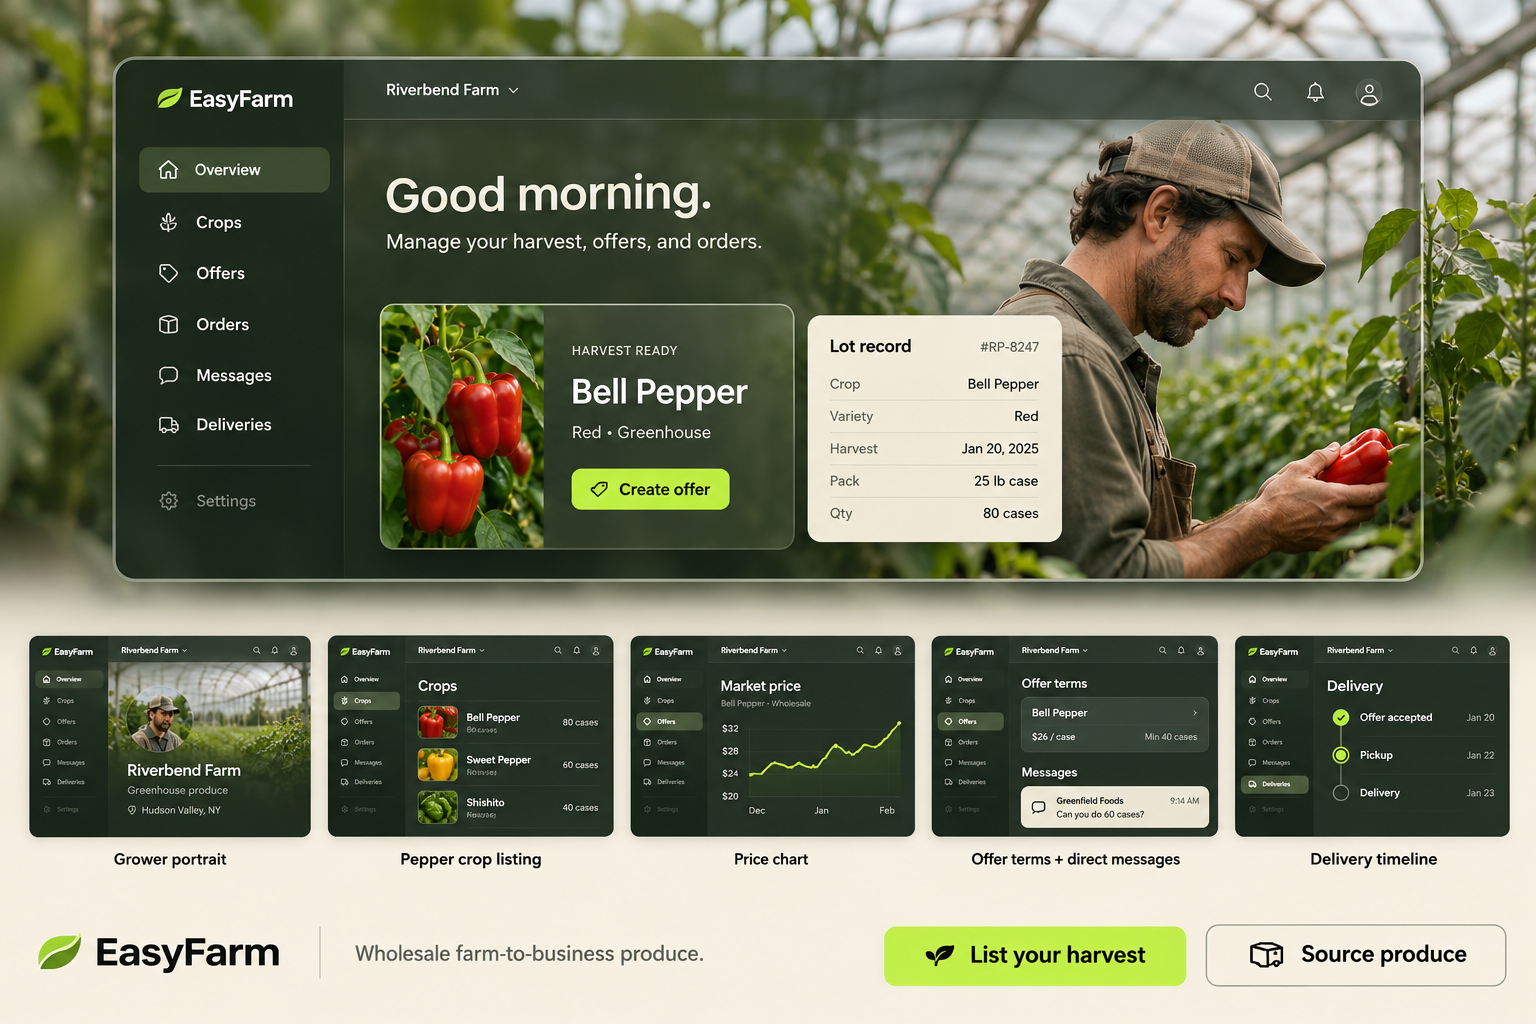 EasyFarm
Riverbend Farm
Overview
Crops
Offers
Orders
Messages
Deliveries
Settings
Good morning.
Manage your harvest, offers, and orders.
HARVEST READY
Bell Pepper
Red • Greenhouse
Create offer
Lot record #RP-8247
Crop Bell Pepper
Variety Red
Harvest Jan 20, 2025
Pack 25 lb case
Qty 80 cases
EasyFarm
Riverbend Farm
Overview
Crops
Offers
Orders
Messages
Deliveries
Settings
Riverbend Farm
Greenhouse produce
Hudson Valley, NY
Grower portrait
EasyFarm
Riverbend Farm
Overview
Crops
Offers
Orders
Messages
Deliveries
Settings
Crops
Bell Pepper
80 cases
Sweet Pepper
60 cases
Shishito
40 cases
Pepper crop listing
EasyFarm
Riverbend Farm
Overview
Crops
Offers
Orders
Messages
Deliveries
Settings
Market price
Bell Pepper • Wholesale
$32
$28
$24
$20
Dec Jan Feb
Price chart
EasyFarm
Riverbend Farm
Overview
Crops
Offers
Orders
Messages
Deliveries
Settings
Offer terms
Bell Pepper
$26 / case Min 40 cases
Messages
Greenfield Foods 9:14 AM
Can you do 60 cases?
Offer terms + direct messages
EasyFarm
Riverbend Farm
Overview
Crops
Offers
Orders
Messages
Deliveries
Settings
Delivery
Offer accepted Jan 20
Pickup Jan 22
Delivery Jan 23
Delivery timeline
EasyFarm
Wholesale farm-to-business produce.
List your harvest
Source produce